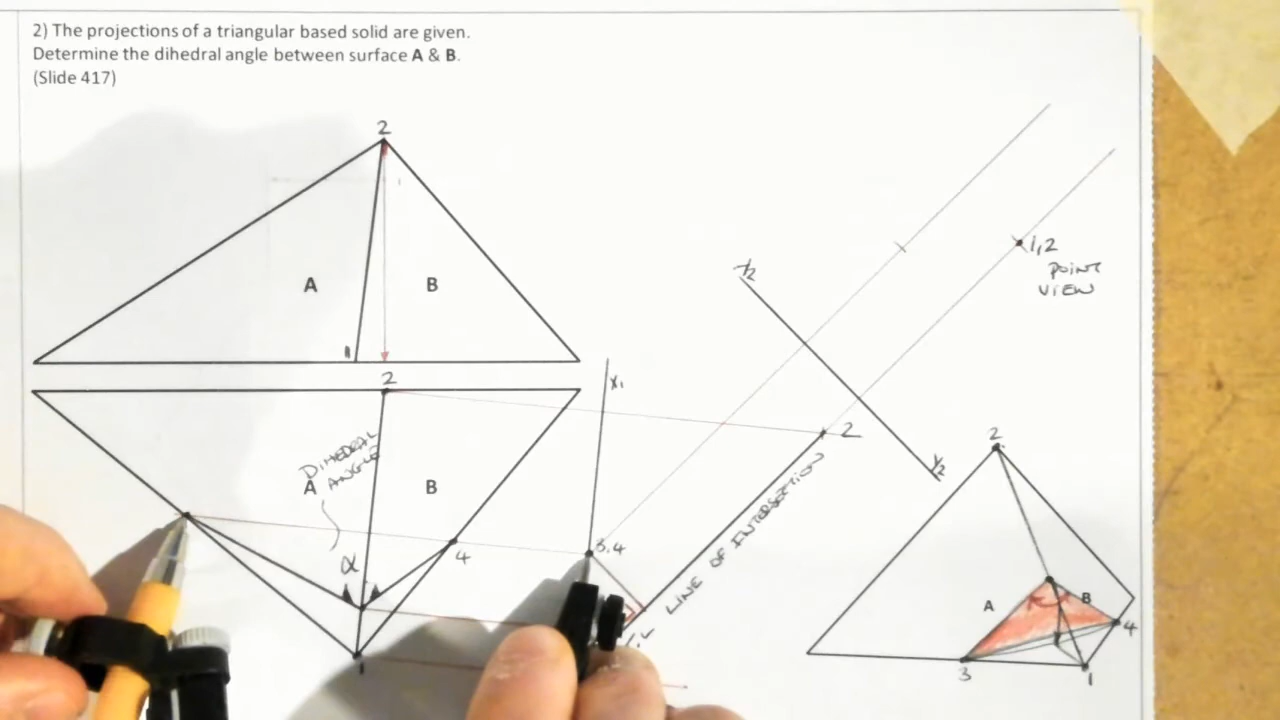 2) The projections of a triangular based solid are given.
Determine the dihedral angle between surface A & B.
(Slide 417)
2
A
B
1
2
DIHEDRAL
ANGLE
A
B
α
4
1
X1
3,4
2
LINE OF INTERSECTION
X2
Y2
1,2
POINT
VIEW
2
A
B
4
3
1